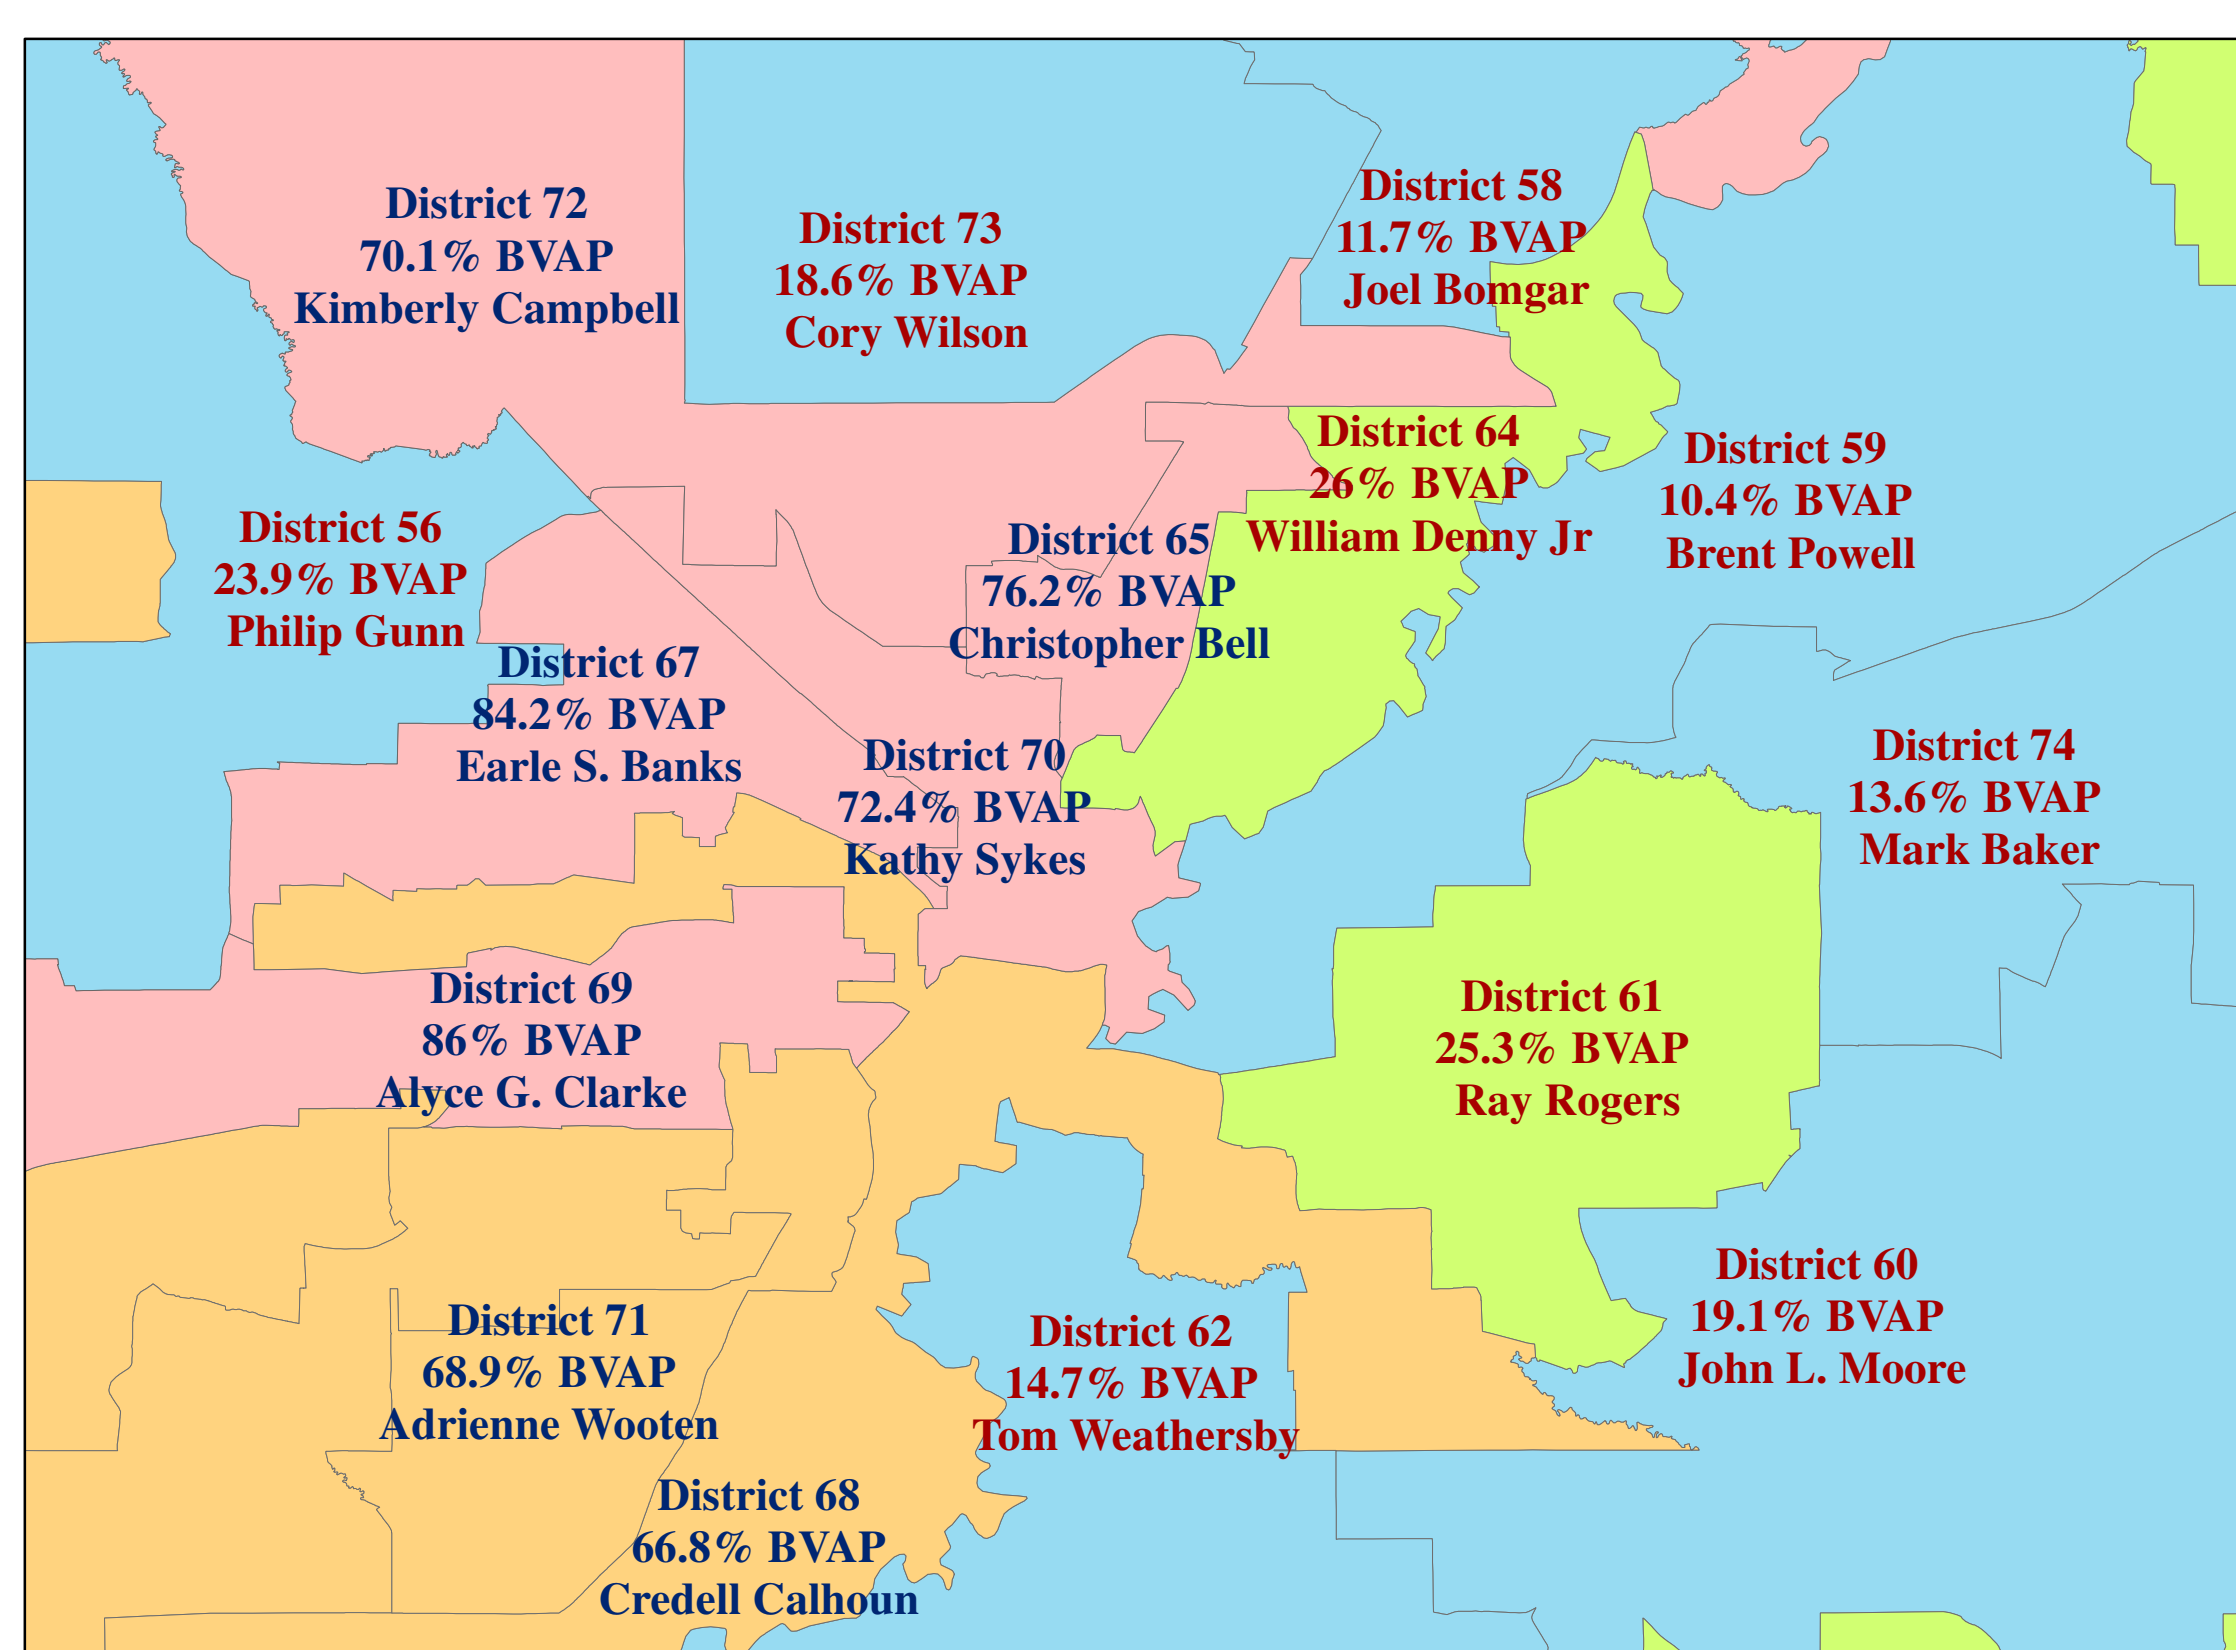 District 72
70.1% BVAP
Kimberly Campbell
District 73
18.6% BVAP
Cory Wilson
District 58
11.7% BVAP
Joel Bomgar
District 64
26% BVAP
William Denny Jr
District 59
10.4% BVAP
Brent Powell
District 56
23.9% BVAP
Philip Gunn
District 65
76.2% BVAP
Christopher Bell
District 67
84.2% BVAP
Earle S. Banks
District 70
72.4% BVAP
Kathy Sykes
District 74
13.6% BVAP
Mark Baker
District 69
86% BVAP
Alyce G. Clarke
District 61
25.3% BVAP
Ray Rogers
District 60
19.1% BVAP
John L. Moore
District 71
68.9% BVAP
Adrienne Wooten
District 62
14.7% BVAP
Tom Weathersby
District 68
66.8% BVAP
Credell Calhoun